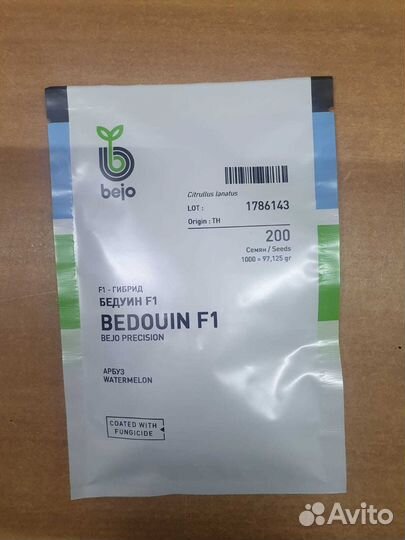 bejo
Citrullus lanatus
LOT : 1786143
Origin : TH
200
Семян / Seeds
1000 = 97,125 gr
F1 - ГИБРИД
БЕДУИН F1
BEDOUIN F1
BEJO PRECISION
АРБУЗ
WATERMELON
COATED WITH
FUNGICIDE
Avito